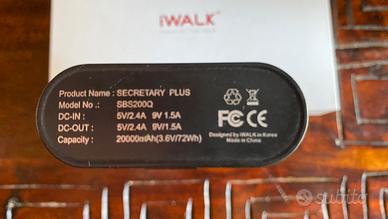 iWALK
Product Name : SECRETARY PLUS
Model No. : SBS200Q
DC-IN : 5V/2.4A 9V 1.5A
DC-OUT : 5V/2.4A 9V/1.5A
Capacity : 20000mAh(3.6V/72Wh)
FCC CE
Designed by iWALK in Korea
Made in China
subito